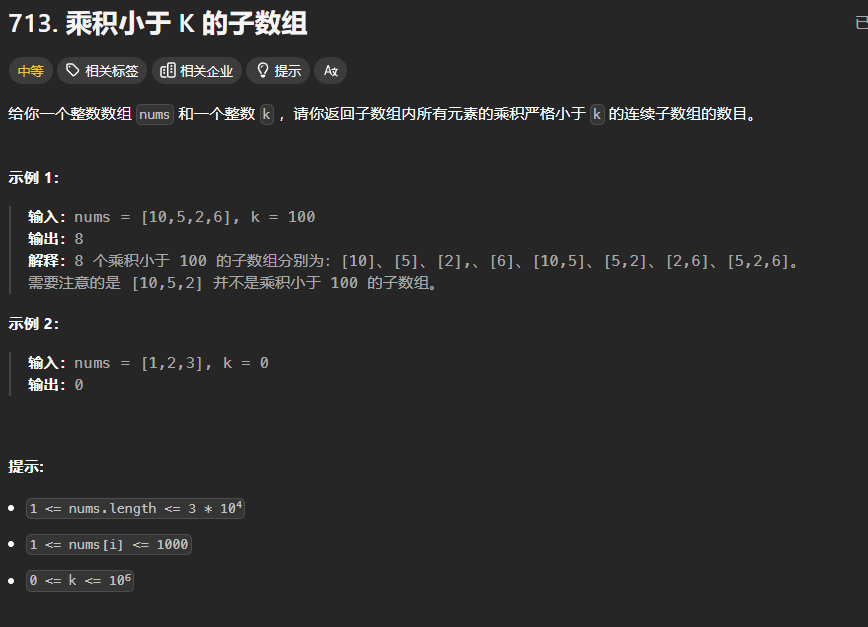 713. 乘积小于 K 的子数组
已
中等 相关标签 相关企业 提示
给你一个整数数组 nums 和一个整数 k ，请你返回子数组内所有元素的乘积严格小于 k 的连续子数组的数目。
示例 1：
输入：nums = [10,5,2,6], k = 100
输出：8
解释：8 个乘积小于 100 的子数组分别为：[10]、[5]、[2],、[6]、[10,5]、[5,2]、[2,6]、[5,2,6]。
需要注意的是 [10,5,2] 并不是乘积小于 100 的子数组。
示例 2：
输入：nums = [1,2,3], k = 0
输出：0
提示:
1 <= nums.length <= 3 * 10⁴
1 <= nums[i] <= 1000
0 <= k <= 10⁶